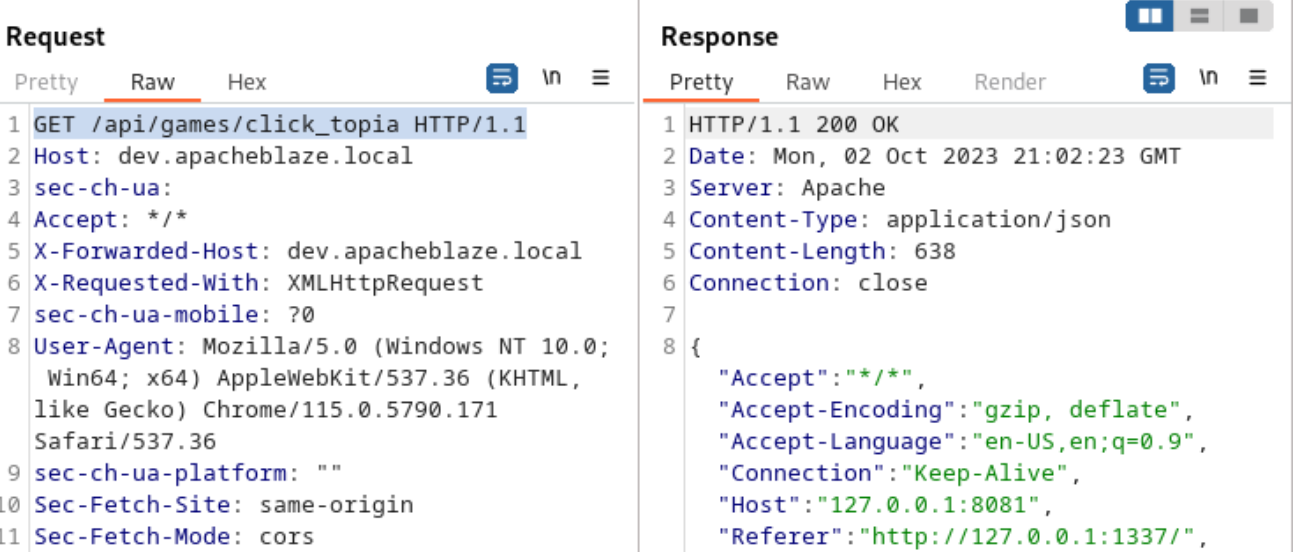 Request
Pretty Raw Hex \n
1 GET /api/games/click_topia HTTP/1.1
2 Host: dev.apacheblaze.local
3 sec-ch-ua:
4 Accept: */*
5 X-Forwarded-Host: dev.apacheblaze.local
6 X-Requested-With: XMLHttpRequest
7 sec-ch-ua-mobile: ?0
8 User-Agent: Mozilla/5.0 (Windows NT 10.0;
Win64; x64) AppleWebKit/537.36 (KHTML,
like Gecko) Chrome/115.0.5790.171
Safari/537.36
9 sec-ch-ua-platform: ""
10 Sec-Fetch-Site: same-origin
11 Sec-Fetch-Mode: cors
Response
Pretty Raw Hex Render \n
1 HTTP/1.1 200 OK
2 Date: Mon, 02 Oct 2023 21:02:23 GMT
3 Server: Apache
4 Content-Type: application/json
5 Content-Length: 638
6 Connection: close
7
8 {
"Accept":"*/*",
"Accept-Encoding":"gzip, deflate",
"Accept-Language":"en-US,en;q=0.9",
"Connection":"Keep-Alive",
"Host":"127.0.0.1:8081",
"Referer":"http://127.0.0.1:1337/",